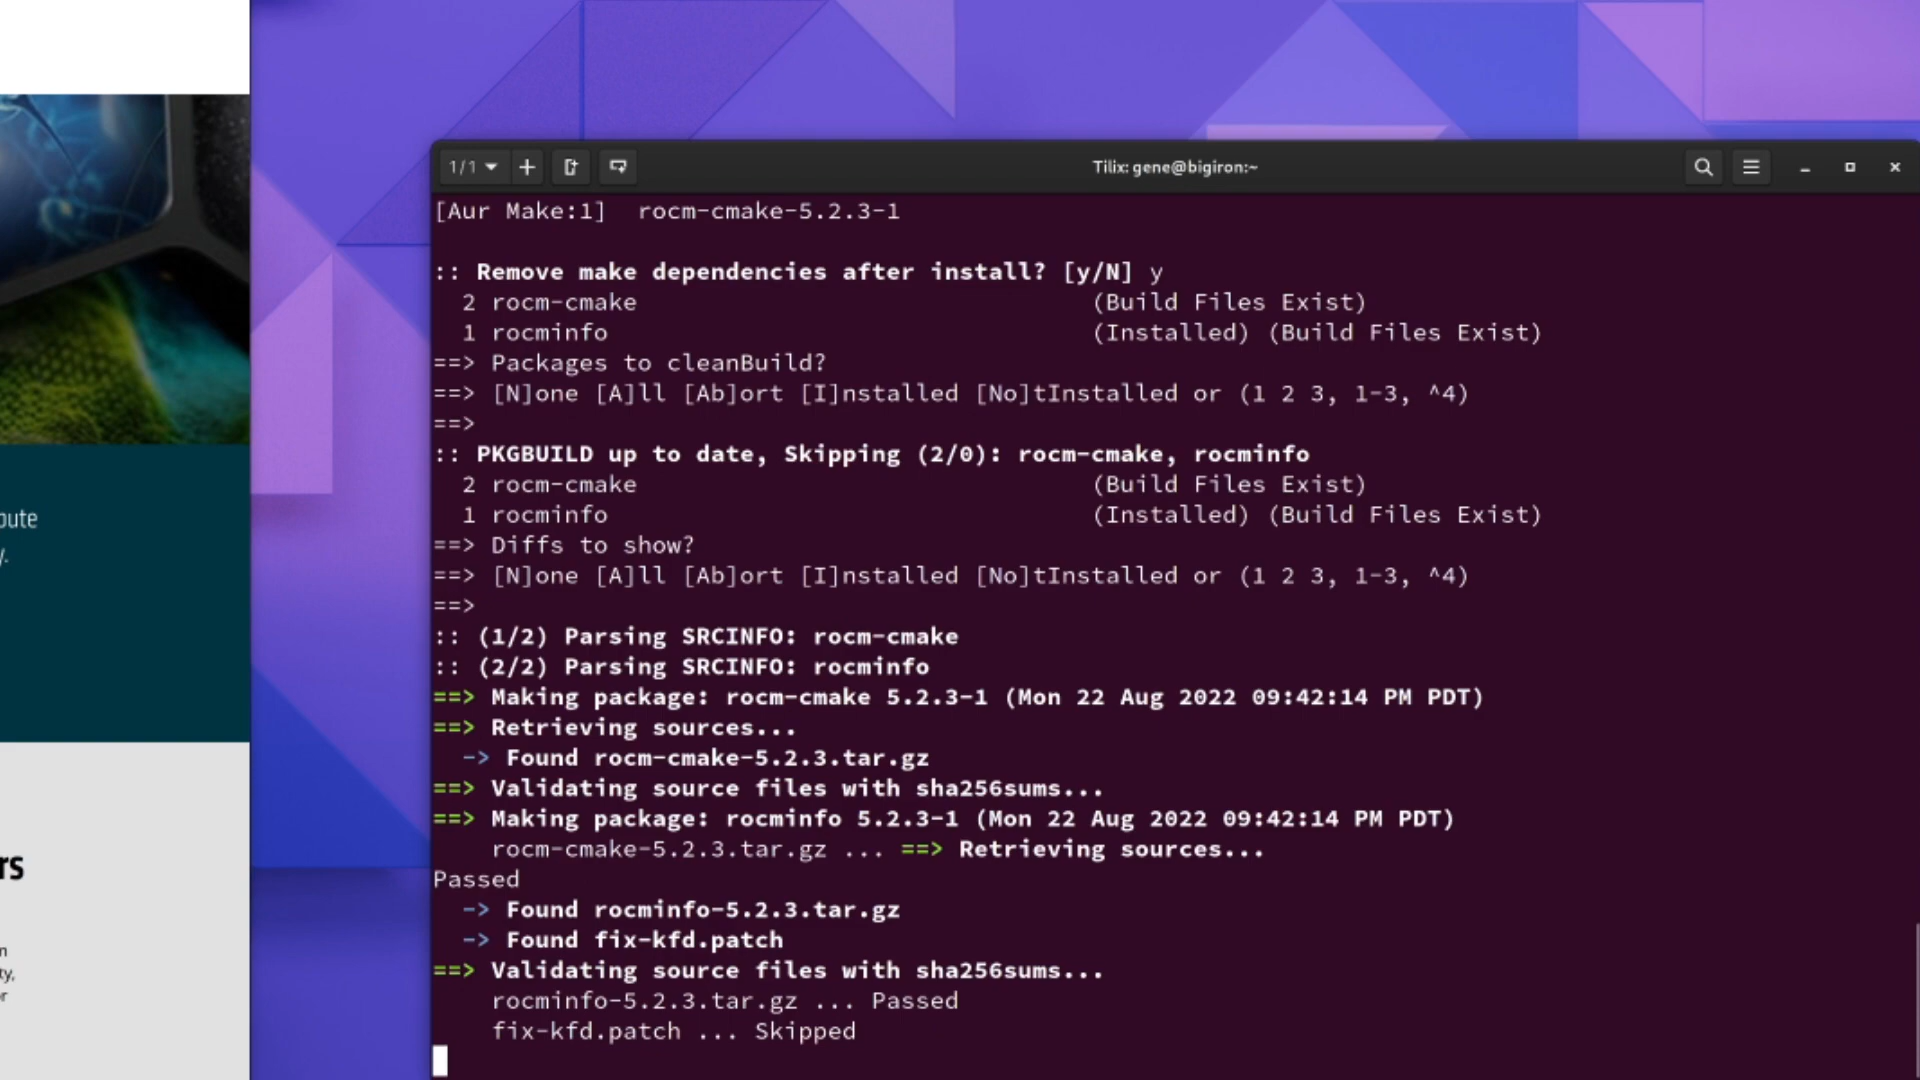 1/1
Tilix: gene@bigiron:~
[Aur Make:1]  rocm-cmake-5.2.3-1
:: Remove make dependencies after install? [y/N] y
2 rocm-cmake (Build Files Exist)
1 rocminfo (Installed) (Build Files Exist)
==> Packages to cleanBuild?
==> [N]one [A]ll [Ab]ort [I]nstalled [No]tInstalled or (1 2 3, 1-3, ^4)
==>
:: PKGBUILD up to date, Skipping (2/0): rocm-cmake, rocminfo
2 rocm-cmake (Build Files Exist)
1 rocminfo (Installed) (Build Files Exist)
==> Diffs to show?
==> [N]one [A]ll [Ab]ort [I]nstalled [No]tInstalled or (1 2 3, 1-3, ^4)
==>
:: (1/2) Parsing SRCINFO: rocm-cmake
:: (2/2) Parsing SRCINFO: rocminfo
==> Making package: rocm-cmake 5.2.3-1 (Mon 22 Aug 2022 09:42:14 PM PDT)
==> Retrieving sources...
-> Found rocm-cmake-5.2.3.tar.gz
==> Validating source files with sha256sums...
==> Making package: rocminfo 5.2.3-1 (Mon 22 Aug 2022 09:42:14 PM PDT)
rocm-cmake-5.2.3.tar.gz ... ==> Retrieving sources...
Passed
-> Found rocminfo-5.2.3.tar.gz
-> Found fix-kfd.patch
==> Validating source files with sha256sums...
rocminfo-5.2.3.tar.gz ... Passed
fix-kfd.patch ... Skipped